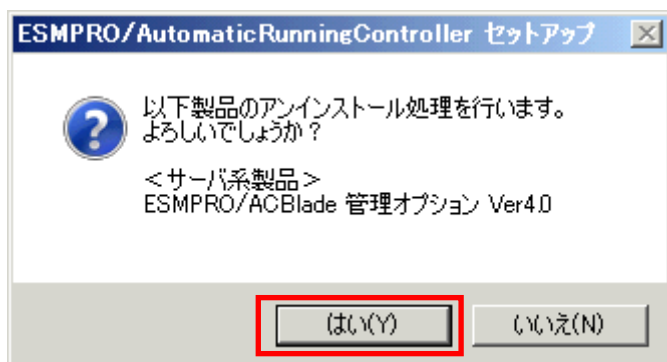 ESMPRO/AutomaticRunningController セットアップ
以下製品のアンインストール処理を行います。
よろしいでしょうか？
＜サーバ系製品＞
ESMPRO/ACBlade 管理オプション Ver4.0
はい(Y)
いいえ(N)